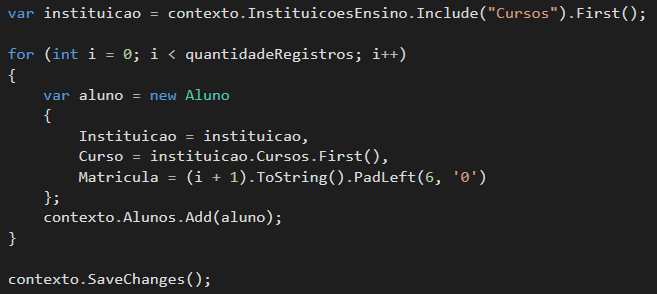 var instituicao = contexto.InstituicoesEnsino.Include("Cursos").First();
for (int i = 0; i < quantidadeRegistros; i++)
{
var aluno = new Aluno
{
Instituicao = instituicao,
Curso = instituicao.Cursos.First(),
Matricula = (i + 1).ToString().PadLeft(6, '0')
};
contexto.Alunos.Add(aluno);
}
contexto.SaveChanges();